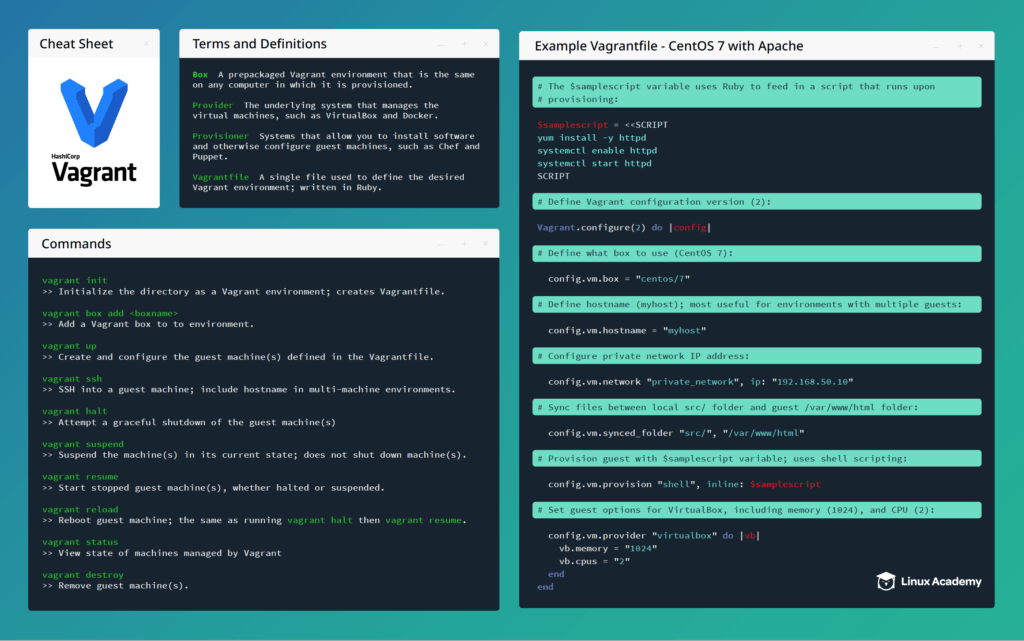 Cheat Sheet
HashiCorp
Vagrant
Terms and Definitions
Box A prepackaged Vagrant environment that is the same
on any computer in which it is provisioned.
Provider The underlying system that manages the
virtual machines, such as VirtualBox and Docker.
Provisioner Systems that allow you to install software
and otherwise configure guest machines, such as Chef and
Puppet.
Vagrantfile A single file used to define the desired
Vagrant environment; written in Ruby.
Commands
vagrant init
>> Initialize the directory as a Vagrant environment; creates Vagrantfile.
vagrant box add <boxname>
>> Add a Vagrant box to to environment.
vagrant up
>> Create and configure the guest machine(s) defined in the Vagrantfile.
vagrant ssh
>> SSH into a guest machine; include hostname in multi-machine environments.
vagrant halt
>> Attempt a graceful shutdown of the guest machine(s)
vagrant suspend
>> Suspend the machine(s) in its current state; does not shut down machine(s).
vagrant resume
>> Start stopped guest machine(s), whether halted or suspended.
vagrant reload
>> Reboot guest machine; the same as running vagrant halt then vagrant resume.
vagrant status
>> View state of machines managed by Vagrant
vagrant destroy
>> Remove guest machine(s).
Example Vagrantfile - CentOS 7 with Apache
# The $samplescript variable uses Ruby to feed in a script that runs upon
# provisioning:
$samplescript = <<SCRIPT
yum install -y httpd
systemctl enable httpd
systemctl start httpd
SCRIPT
# Define Vagrant configuration version (2):
Vagrant.configure(2) do |config|
# Define what box to use (CentOS 7):
config.vm.box = "centos/7"
# Define hostname (myhost); most useful for environments with multiple guests:
config.vm.hostname = "myhost"
# Configure private network IP address:
config.vm.network "private_network", ip: "192.168.50.10"
# Sync files between local src/ folder and guest /var/www/html folder:
config.vm.synced_folder "src/", "/var/www/html"
# Provision guest with $samplescript variable; uses shell scripting:
config.vm.provision "shell", inline: $samplescript
# Set guest options for VirtualBox, including memory (1024), and CPU (2):
config.vm.provider "virtualbox" do |vb|
vb.memory = "1024"
vb.cpus = "2"
end
end
Linux Academy